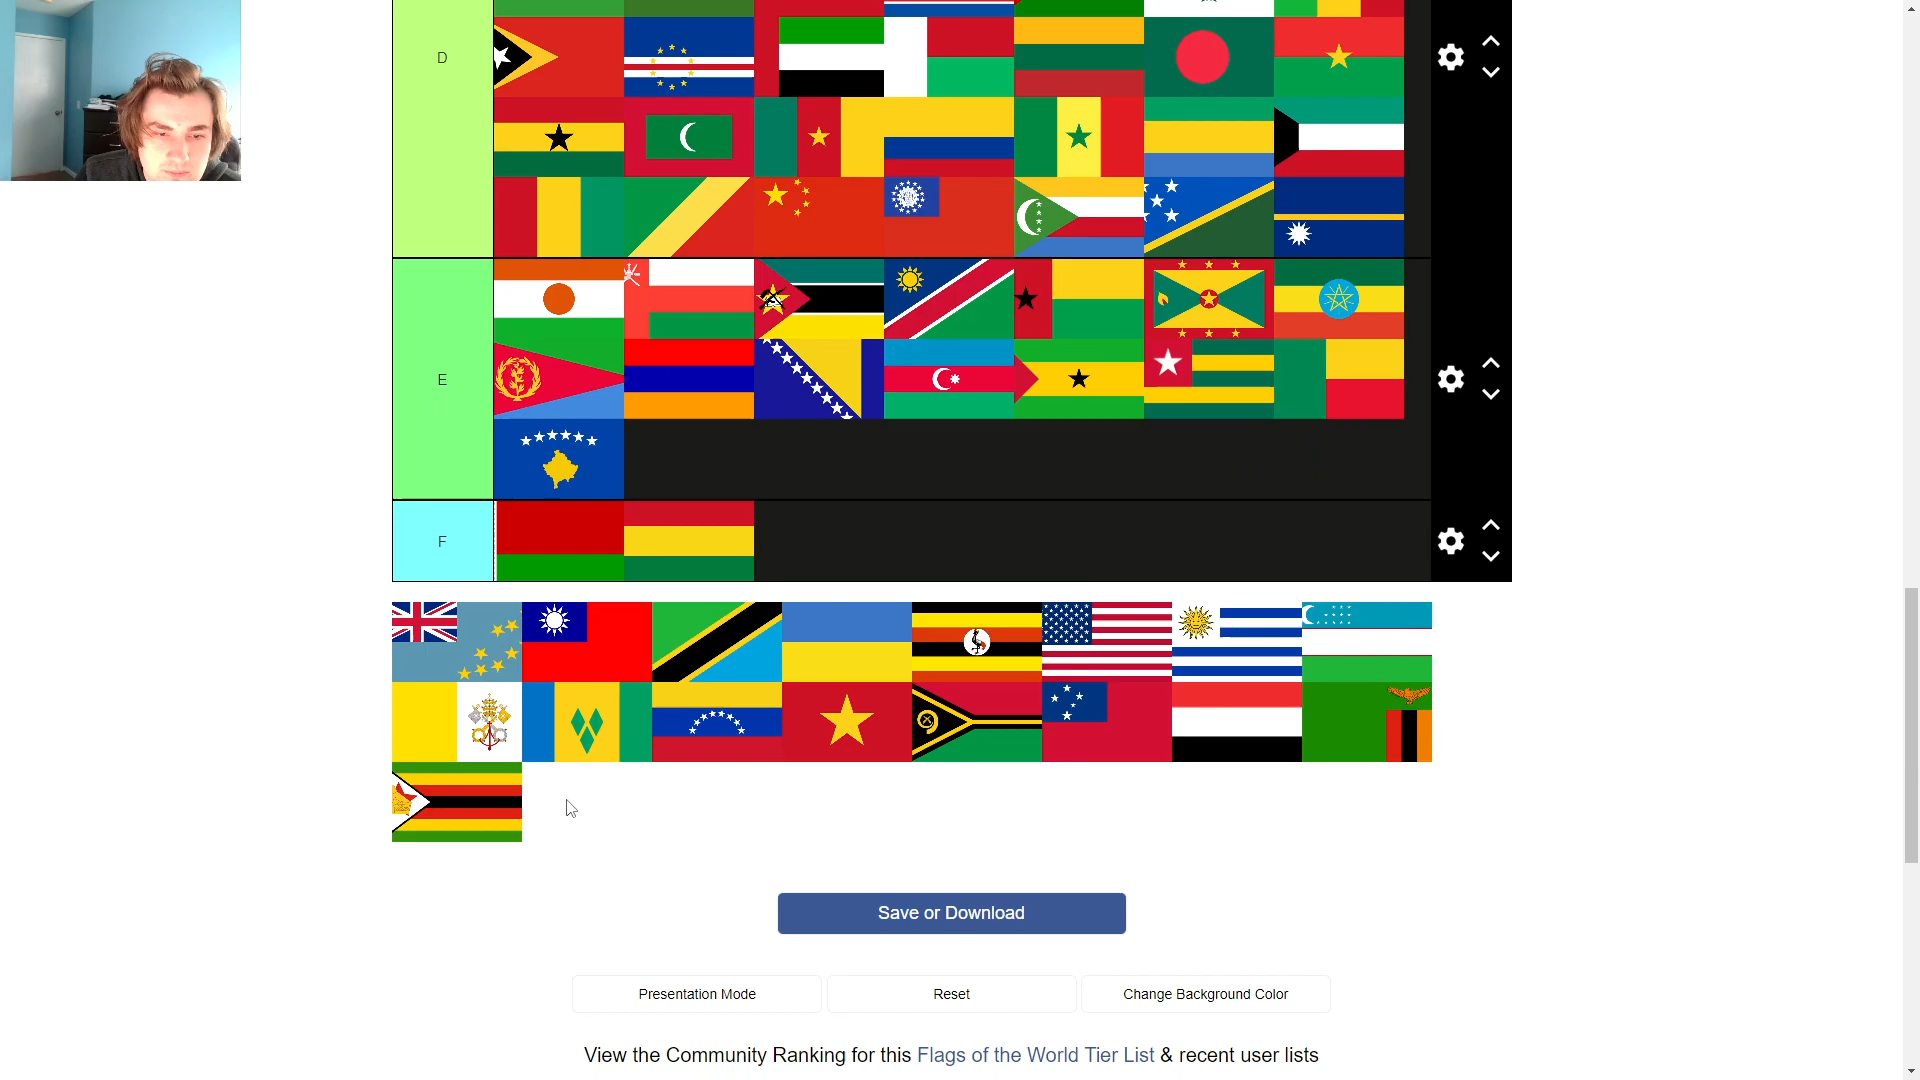 D
E
F
Save or Download
Presentation Mode
Reset
Change Background Color
View the Community Ranking for this Flags of the World Tier List & recent user lists